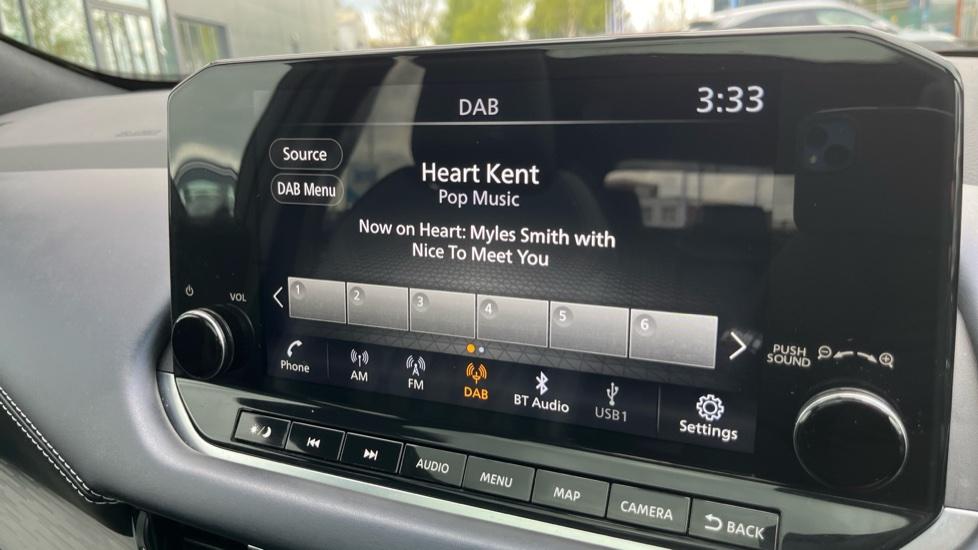 DAB
3:33
Source
DAB Menu
Heart Kent
Pop Music
Now on Heart: Myles Smith with
Nice To Meet You
1 2 3 4 5 6
VOL
PUSH
SOUND
Phone
AM
FM
DAB
BT Audio
USB1
Settings
AUDIO
MENU
MAP
CAMERA
BACK